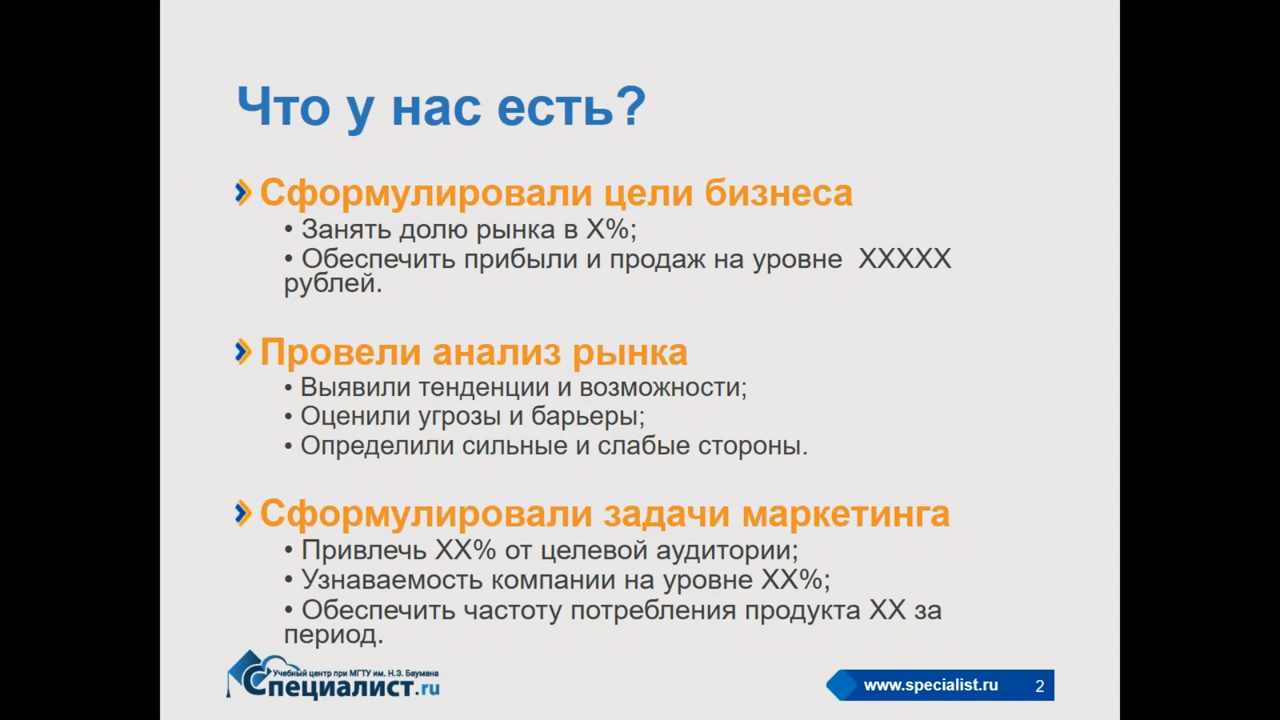 Что у нас есть?
Сформулировали цели бизнеса
• Занять долю рынка в X%;
• Обеспечить прибыли и продаж на уровне XXXXX
рублей.
Провели анализ рынка
• Выявили тенденции и возможности;
• Оценили угрозы и барьеры;
• Определили сильные и слабые стороны.
Сформулировали задачи маркетинга
• Привлечь XX% от целевой аудитории;
• Узнаваемость компании на уровне XX%;
• Обеспечить частоту потребления продукта XX за
период.
Учебный центр при МГТУ им. Н.Э. Баумана
Специалист.ru
www.specialist.ru 2